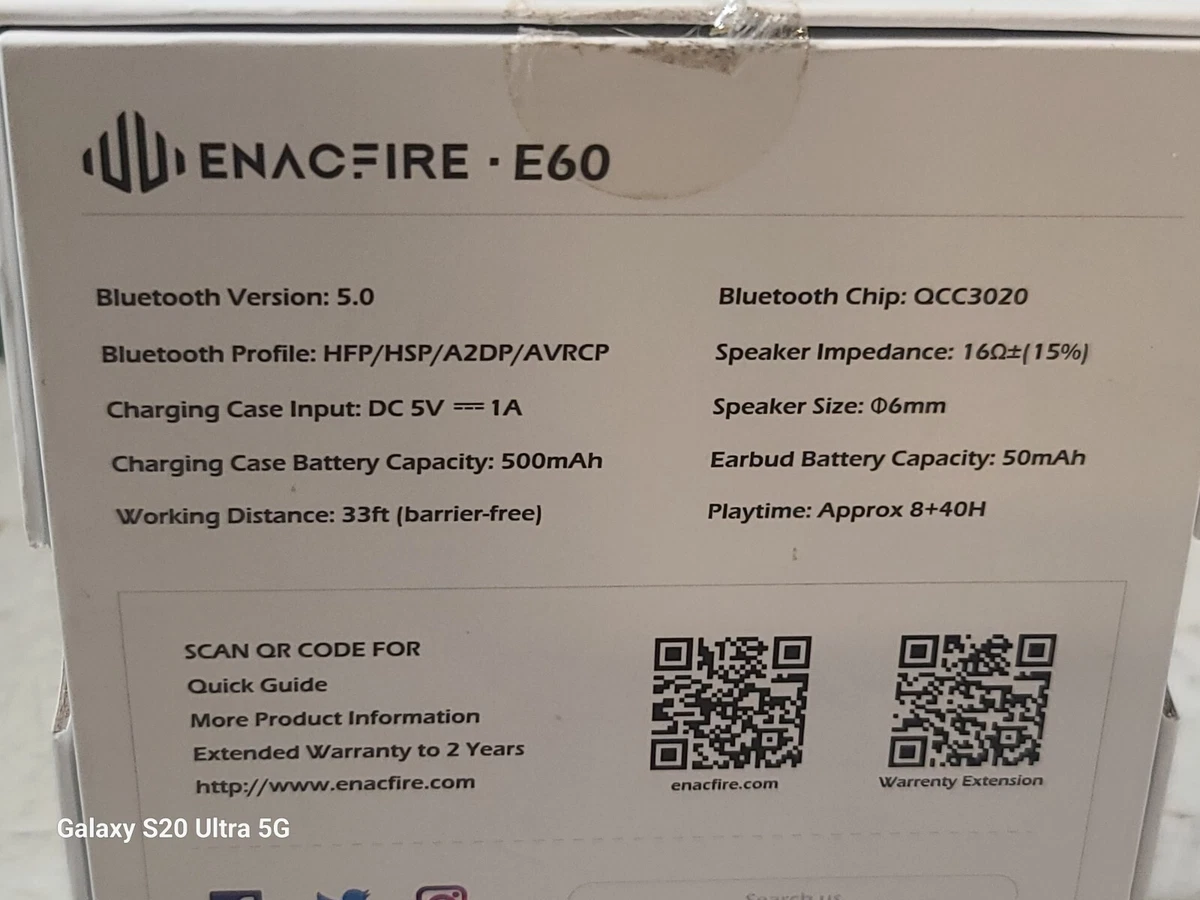 ENACFIRE · E60
Bluetooth Version: 5.0
Bluetooth Chip: QCC3020
Bluetooth Profile: HFP/HSP/A2DP/AVRCP
Speaker Impedance: 16Ω±(15%)
Charging Case Input: DC 5V ⎓ 1A
Speaker Size: Φ6mm
Charging Case Battery Capacity: 500mAh
Earbud Battery Capacity: 50mAh
Working Distance: 33ft (barrier-free)
Playtime: Approx 8+40H
SCAN QR CODE FOR
Quick Guide
More Product Information
Extended Warranty to 2 Years
http://www.enacfire.com
enacfire.com
Warrenty Extension
Galaxy S20 Ultra 5G
Search us